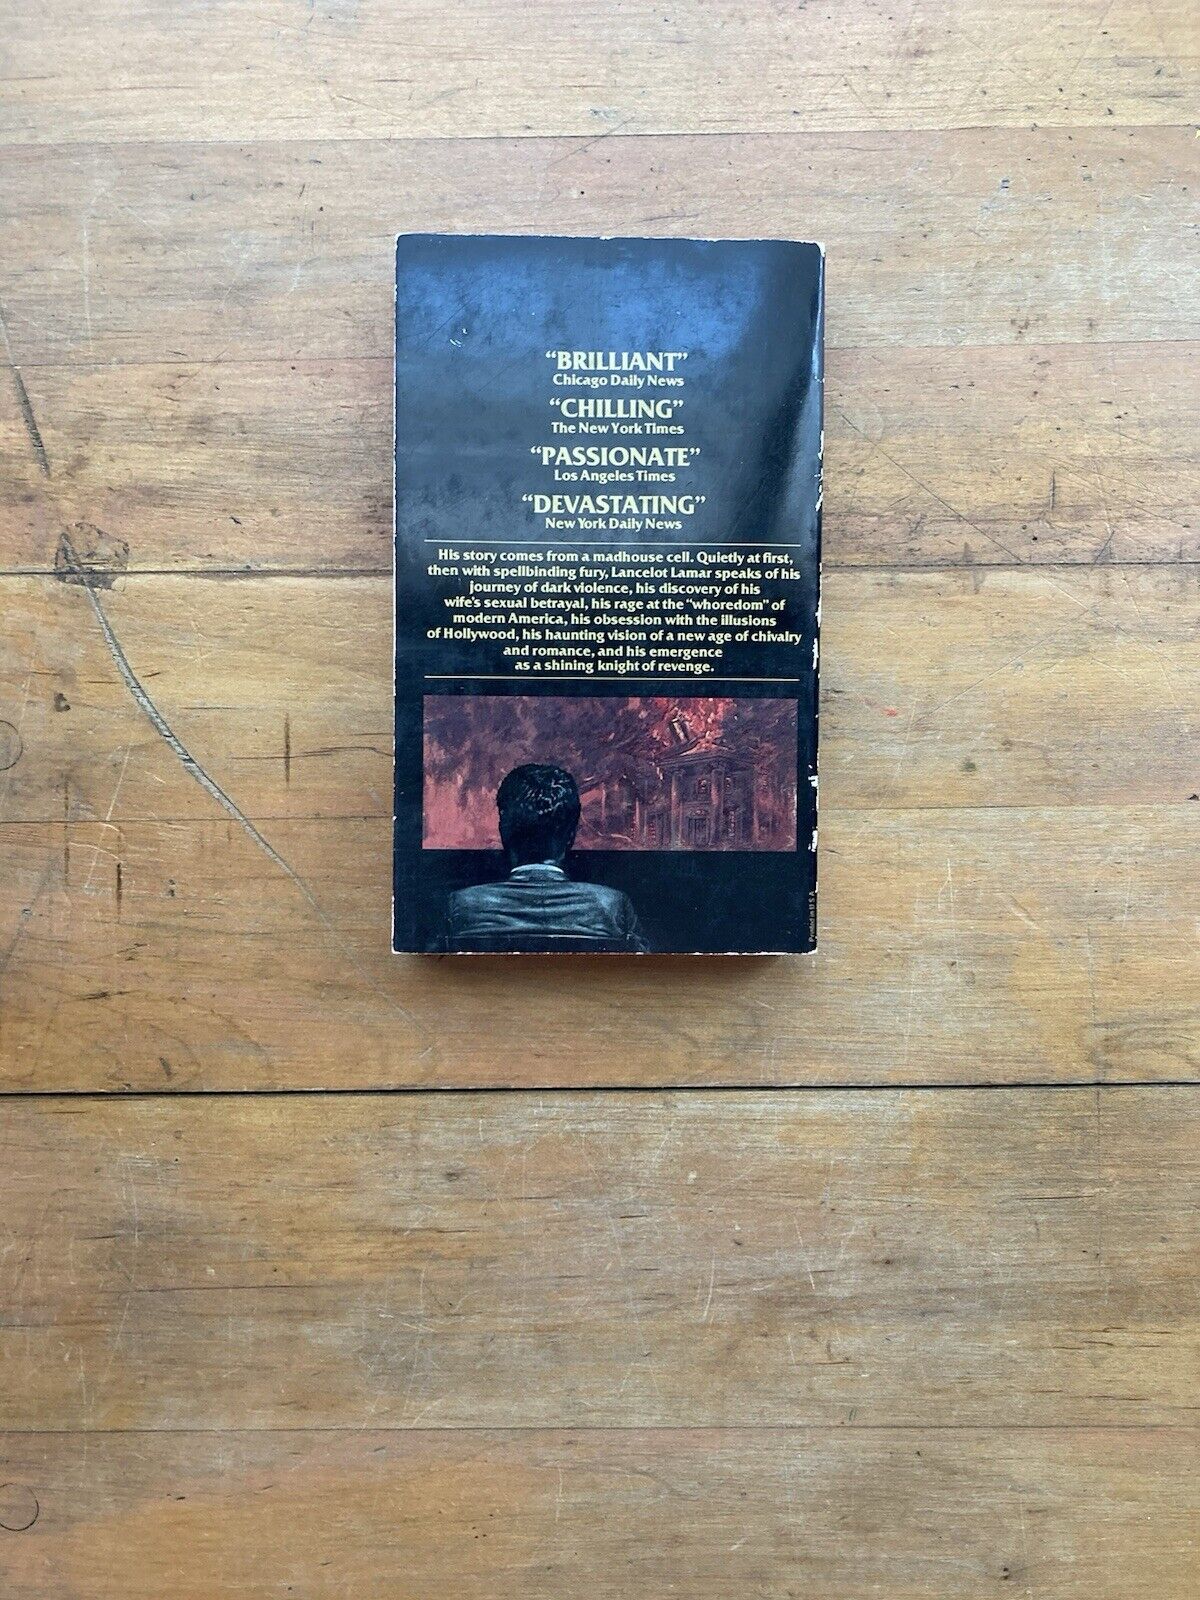 “BRILLIANT”
Chicago Daily News
“CHILLING”
The New York Times
“PASSIONATE”
Los Angeles Times
“DEVASTATING”
New York Daily News
His story comes from a madhouse cell. Quietly at first,
then with spellbinding fury, Lancelot Lamar speaks of his
journey of dark violence, his discovery of his
wife's sexual betrayal, his rage at the “whoredom” of
modern America, his obsession with the illusions
of Hollywood, his haunting vision of a new age of chivalry
and romance, and his emergence
as a shining knight of revenge.
Printed in U.S.A.